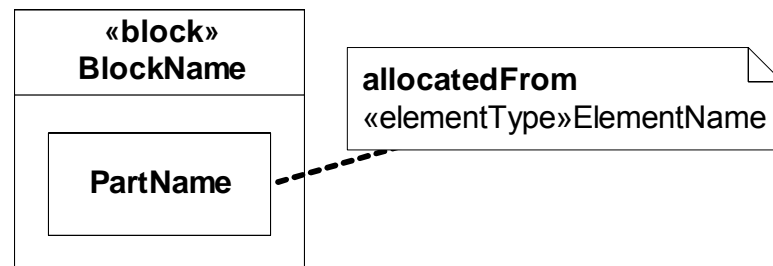 «block»
BlockName
allocatedFrom
«elementType»ElementName
PartName